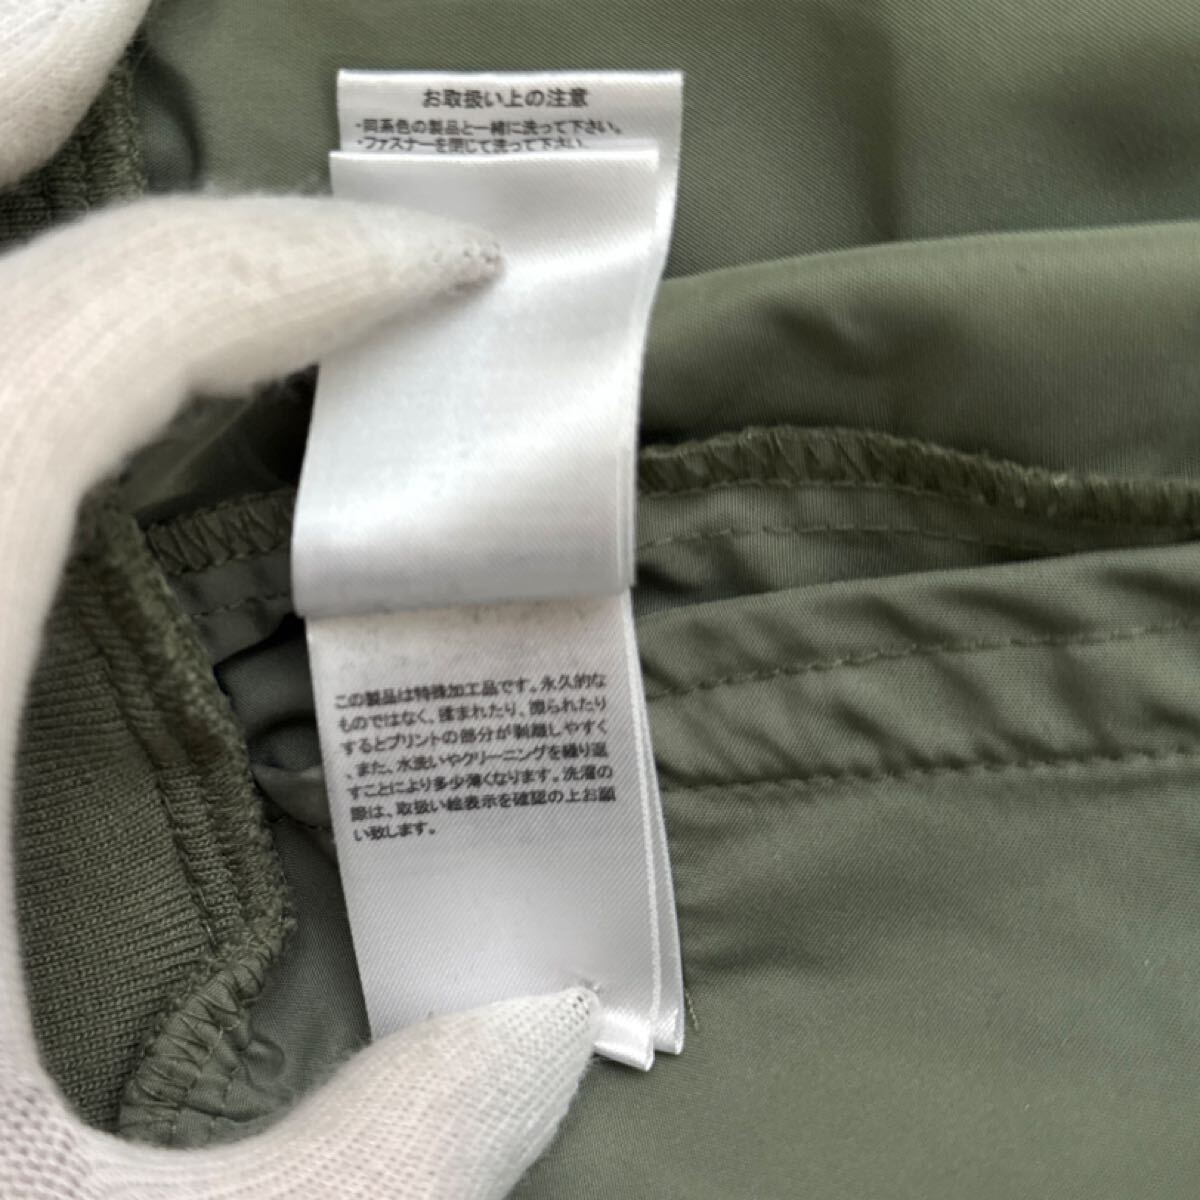 お取扱い上の注意
・同系色の製品と一緒に洗って下さい。
・ファスナーを閉じて洗って下さい。
この製品は特殊加工品です。永久的な
ものではなく、揉まれたり、擦られたり
するとプリントの部分が剥離しやすく
、また、水洗いやクリーニングを繰り返
すことにより多少薄くなります。洗濯の
際は、取扱い絵表示を確認の上お願
い致します。